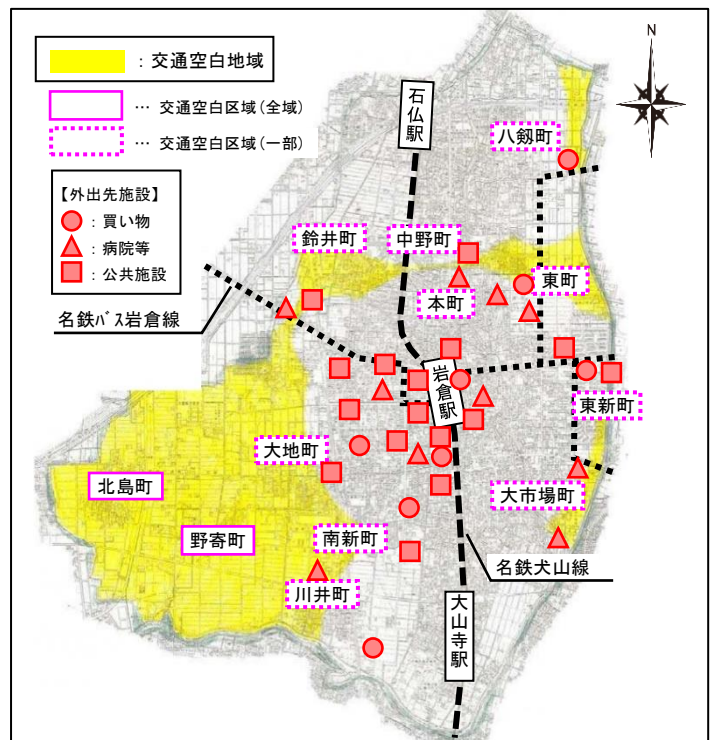 ：交通空白地域
… 交通空白区域(全域)
… 交通空白区域(一部)
【外出先施設】
：買い物
：病院等
：公共施設
N
石仏駅
八剱町
鈴井町
中野町
東町
本町
名鉄ﾊﾞｽ岩倉線
岩倉駅
東新町
大地町
北島町
大市場町
野寄町
南新町
川井町
名鉄犬山線
大山寺駅